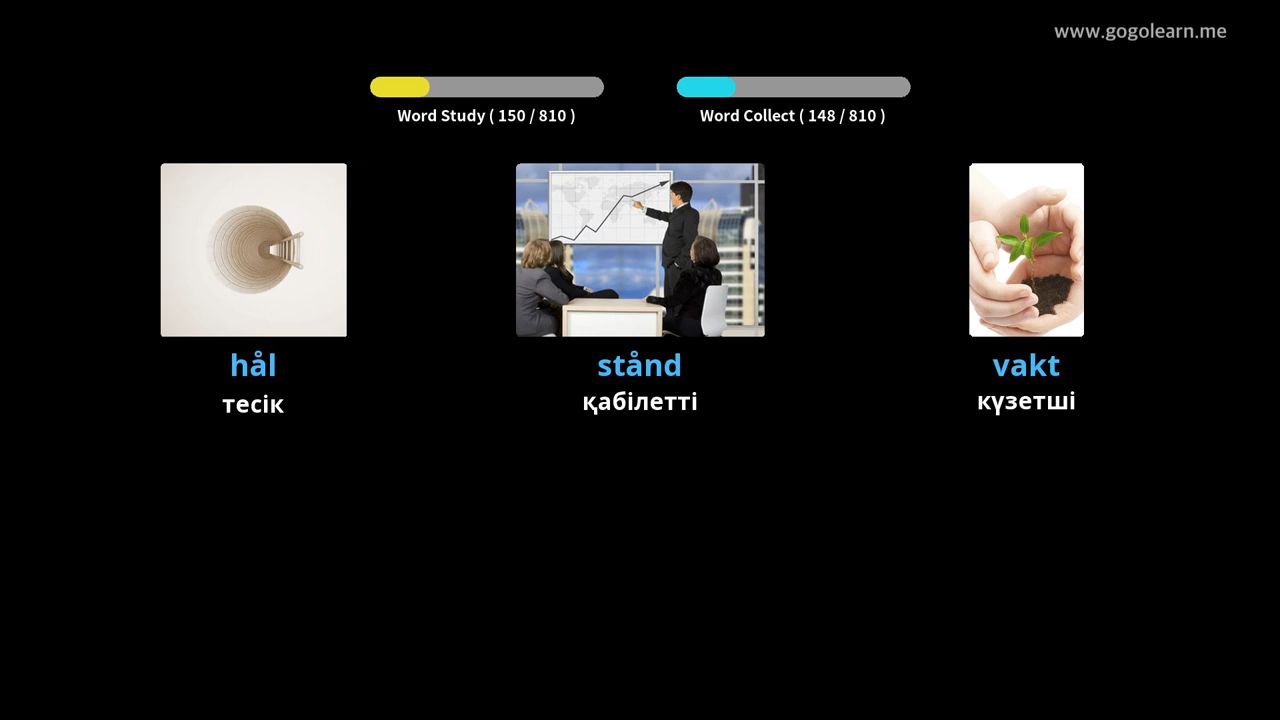 www.gogolearn.me
Word Study ( 150 / 810 )
Word Collect ( 148 / 810 )
hål
stånd
vakt
тесік
қабілетті
күзетші